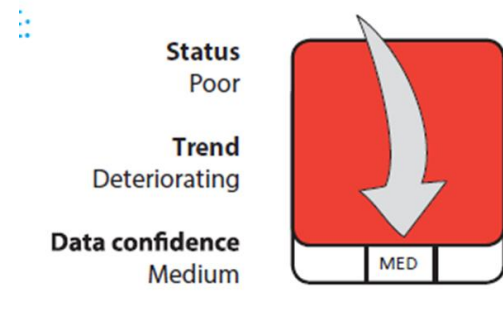 Status
Poor
Trend
Deteriorating
Data confidence
Medium
MED